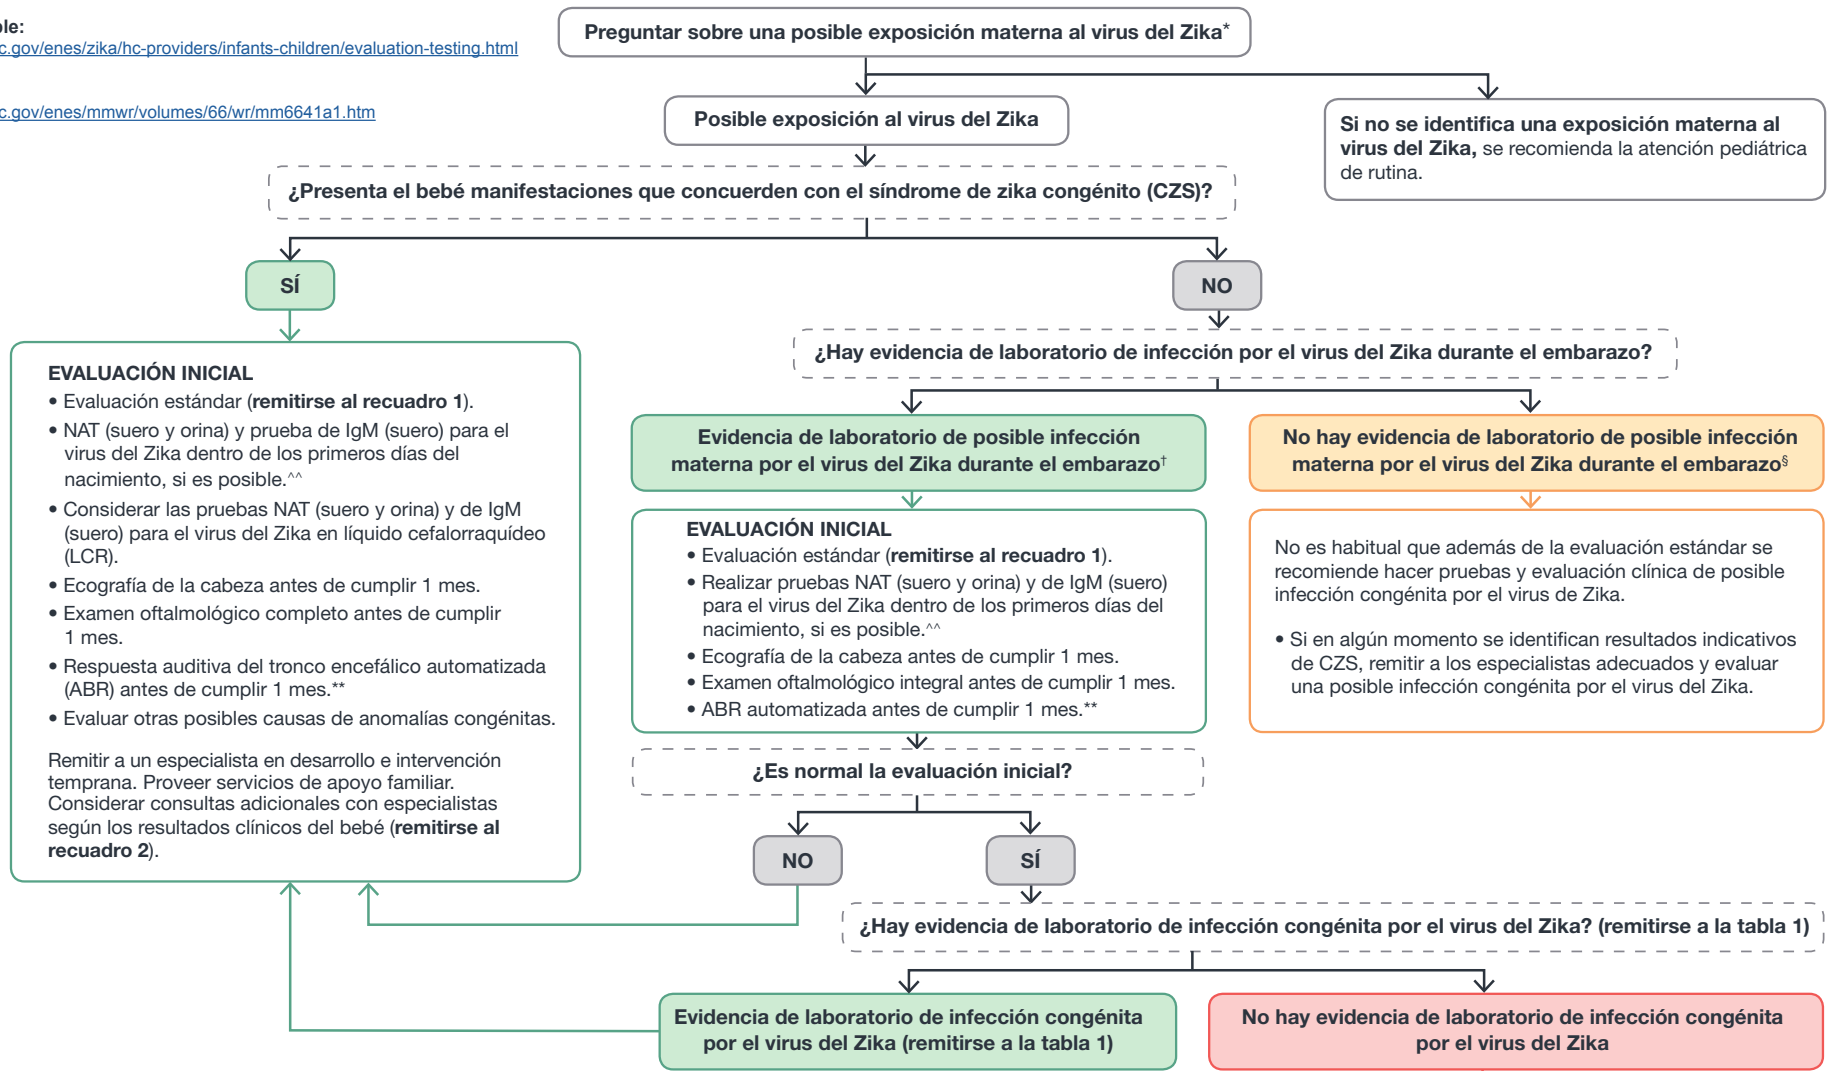 ble:
c.gov/enes/zika/hc-providers/infants-children/evaluation-testing.html
c.gov/enes/mmwr/volumes/66/wr/mm6641a1.htm
Preguntar sobre una posible exposición materna al virus del Zika*
Posible exposición al virus del Zika
Si no se identifica una exposición materna al
virus del Zika, se recomienda la atención pediátrica
de rutina.
¿Presenta el bebé manifestaciones que concuerden con el síndrome de zika congénito (CZS)?
SÍ
NO
EVALUACIÓN INICIAL
• Evaluación estándar (remitirse al recuadro 1).
• NAT (suero y orina) y prueba de IgM (suero) para el
virus del Zika dentro de los primeros días del
nacimiento, si es posible.^^
• Considerar las pruebas NAT (suero y orina) y de IgM
(suero) para el virus del Zika en líquido cefalorraquídeo
(LCR).
• Ecografía de la cabeza antes de cumplir 1 mes.
• Examen oftalmológico completo antes de cumplir
1 mes.
• Respuesta auditiva del tronco encefálico automatizada
(ABR) antes de cumplir 1 mes.**
• Evaluar otras posibles causas de anomalías congénitas.
Remitir a un especialista en desarrollo e intervención
temprana. Proveer servicios de apoyo familiar.
Considerar consultas adicionales con especialistas
según los resultados clínicos del bebé (remitirse al
recuadro 2).
¿Hay evidencia de laboratorio de infección por el virus del Zika durante el embarazo?
Evidencia de laboratorio de posible infección
materna por el virus del Zika durante el embarazo†
No hay evidencia de laboratorio de posible infección
materna por el virus del Zika durante el embarazo§
EVALUACIÓN INICIAL
• Evaluación estándar (remitirse al recuadro 1).
• Realizar pruebas NAT (suero y orina) y de IgM (suero)
para el virus del Zika dentro de los primeros días del
nacimiento, si es posible.^^
• Ecografía de la cabeza antes de cumplir 1 mes.
• Examen oftalmológico integral antes de cumplir 1 mes.
• ABR automatizada antes de cumplir 1 mes.**
No es habitual que además de la evaluación estándar se
recomiende hacer pruebas y evaluación clínica de posible
infección congénita por el virus de Zika.
• Si en algún momento se identifican resultados indicativos
de CZS, remitir a los especialistas adecuados y evaluar
una posible infección congénita por el virus del Zika.
¿Es normal la evaluación inicial?
NO
SÍ
¿Hay evidencia de laboratorio de infección congénita por el virus del Zika? (remitirse a la tabla 1)
Evidencia de laboratorio de infección congénita
por el virus del Zika (remitirse a la tabla 1)
No hay evidencia de laboratorio de infección congénita
por el virus del Zika